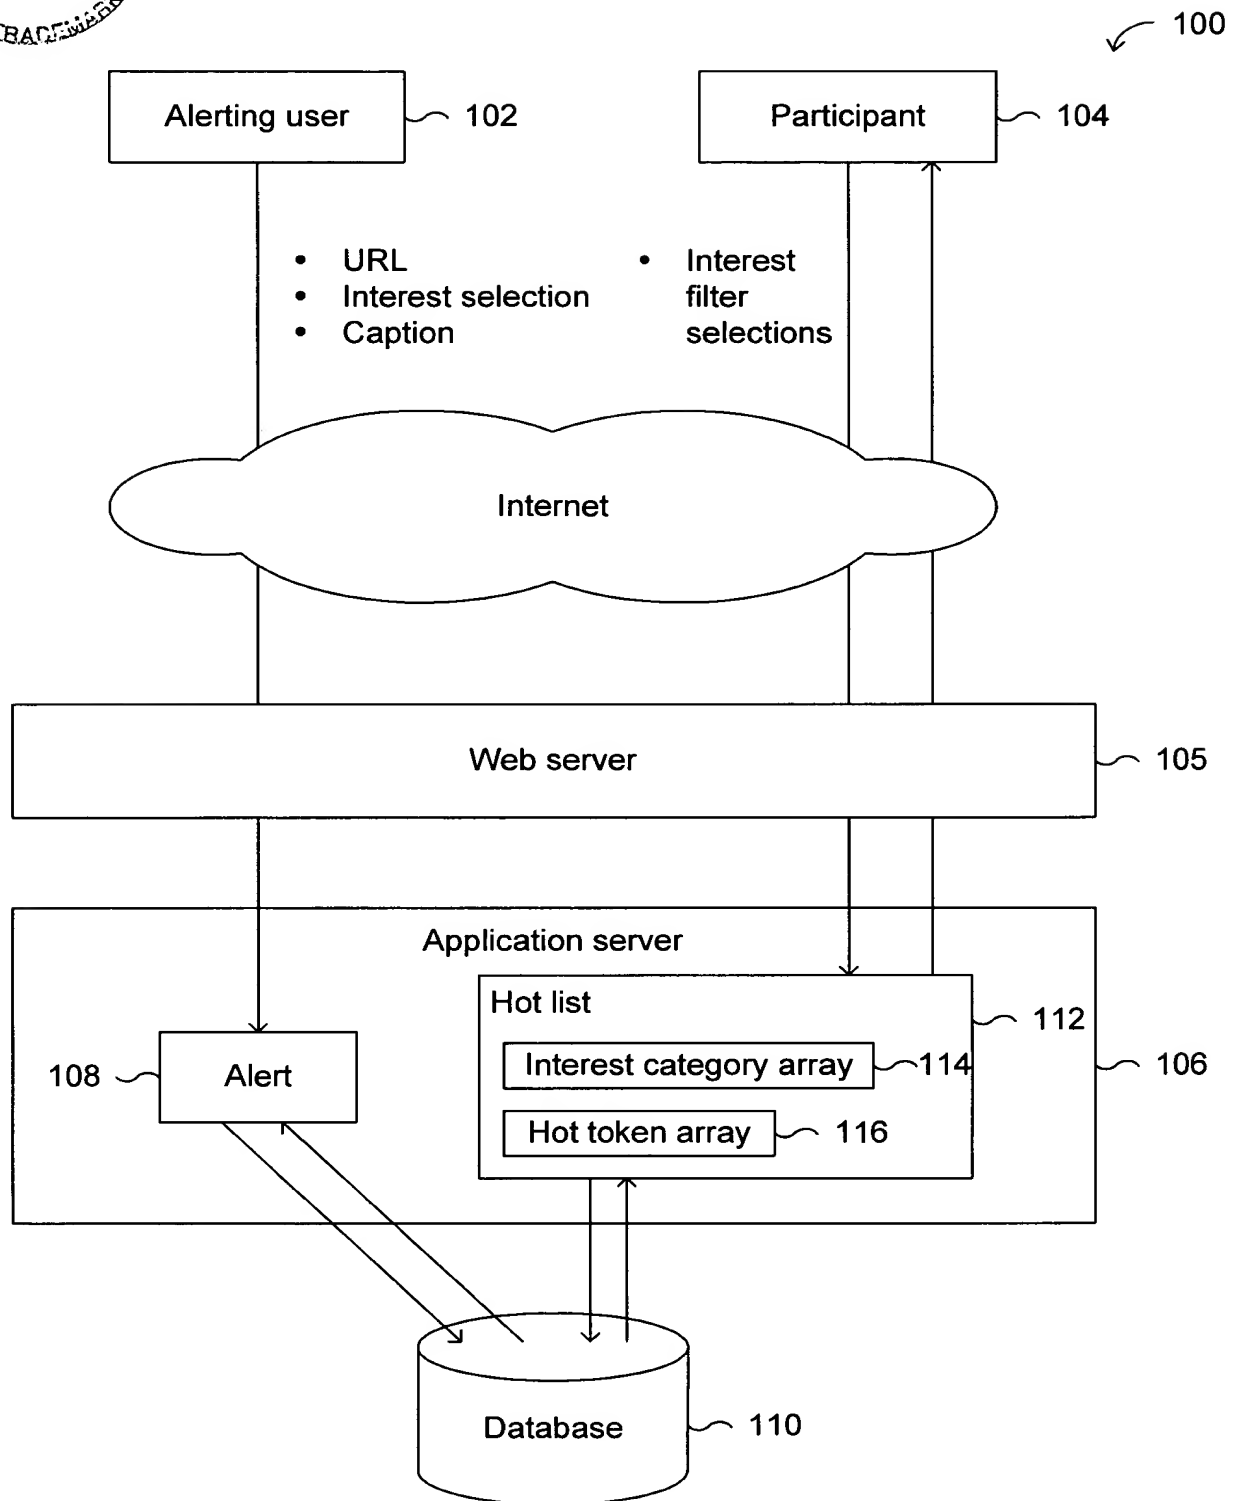 TRADEMARK
100
Alerting user
102
Participant
104
• URL
• Interest selection
• Caption
• Interest
filter
selections
Internet
Web server
105
Application server
Hot list
112
Interest category array
114
106
108
Alert
Hot token array
116
Database
110